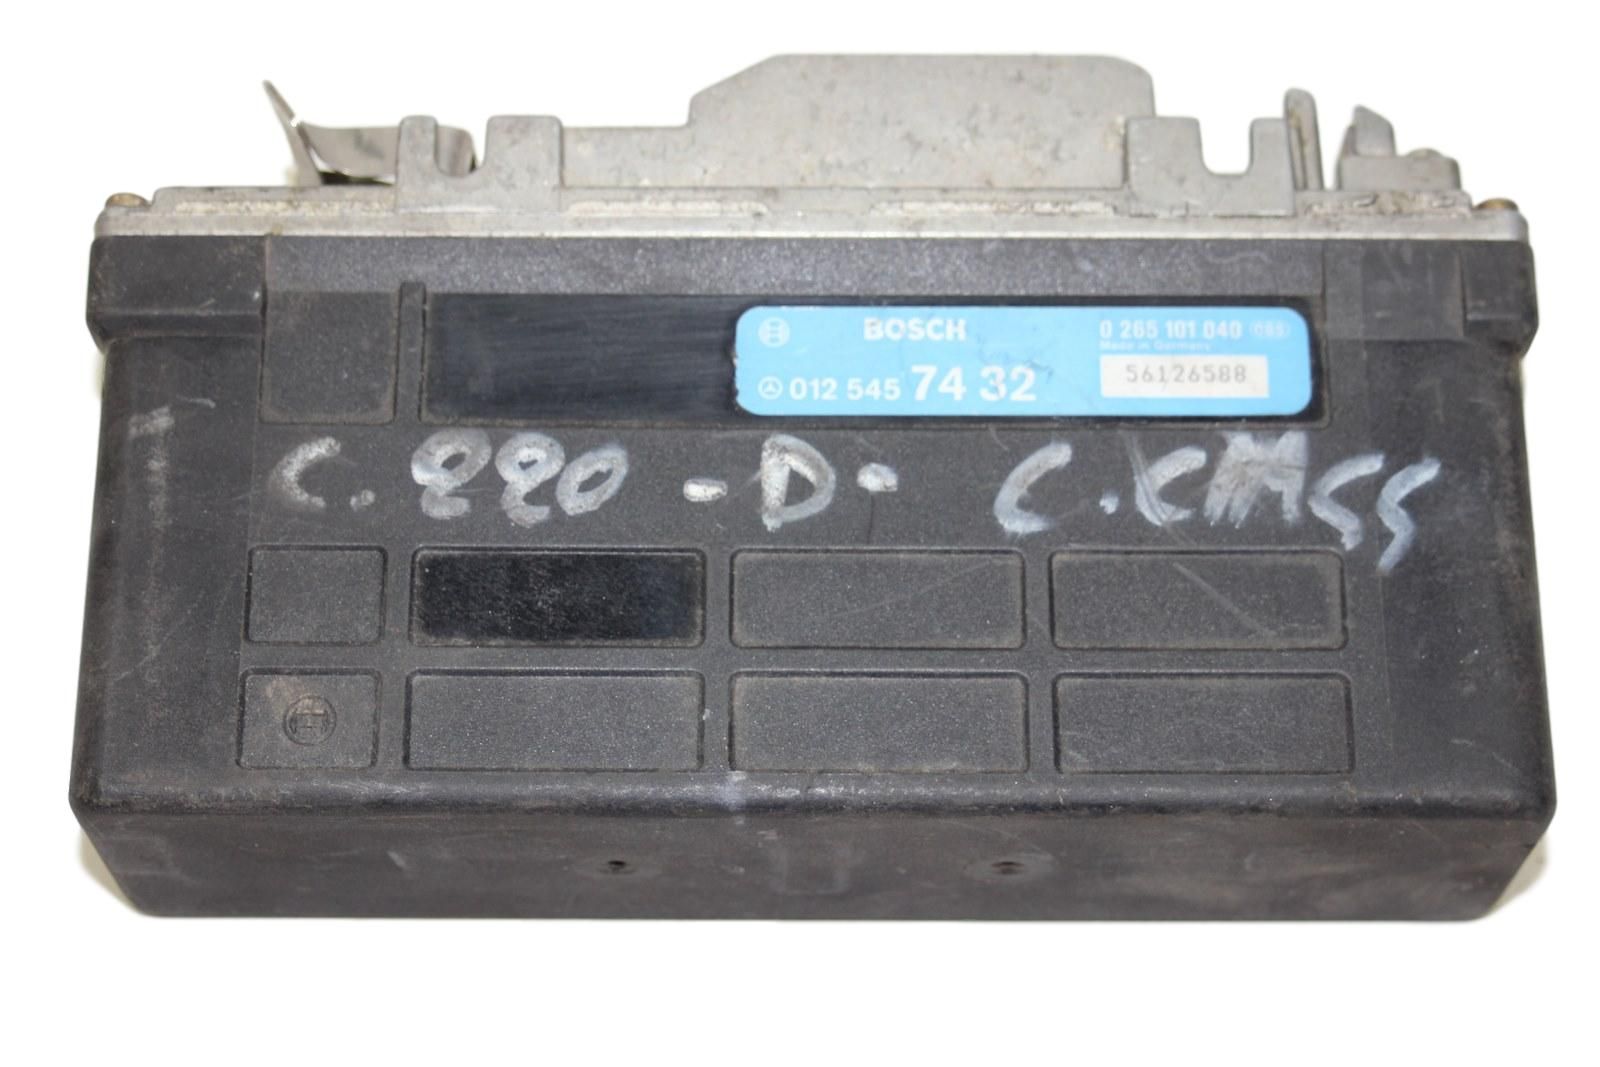 BOSCH 0 265 101 040
Made in Germany
012 545 74 32 56126588
C. 220 - D - C. CLASS